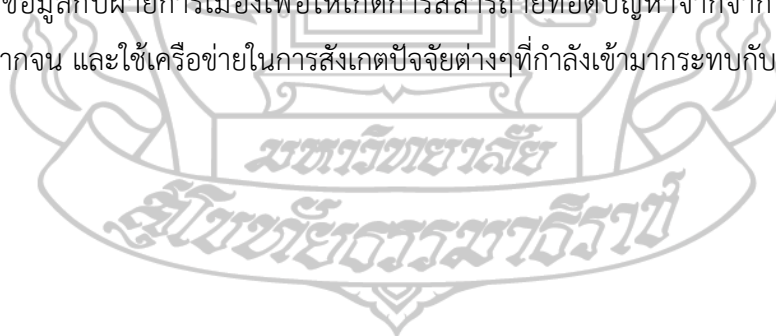 ข้อมูลกับฝ่ายการเมืองเพื่อให้เกิดการสื่อสารถ่ายทอดปัญหาจาก
ากจน และใช้เครือข่ายในการสังเกตปัจจัยต่างๆที่กำลังเข้ามากระทบกับ
มหาวิทยาลัย
สุโขทัยธรรมาธิราช